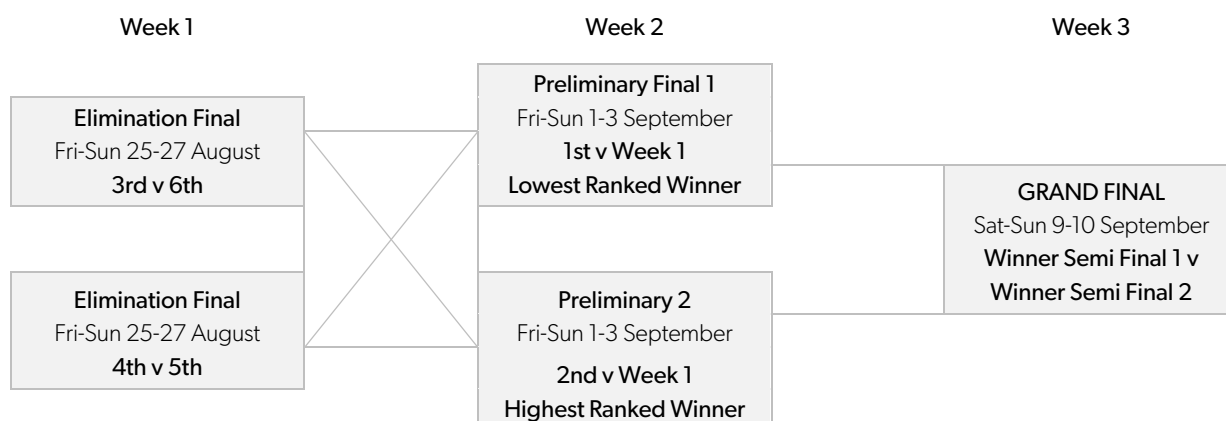 Week 1
Week 2
Week 3
Elimination Final
Fri-Sun 25-27 August
3rd v 6th
Elimination Final
Fri-Sun 25-27 August
4th v 5th
Preliminary Final 1
Fri-Sun 1-3 September
1st v Week 1
Lowest Ranked Winner
Preliminary 2
Fri-Sun 1-3 September
2nd v Week 1
Highest Ranked Winner
GRAND FINAL
Sat-Sun 9-10 September
Winner Semi Final 1 v
Winner Semi Final 2